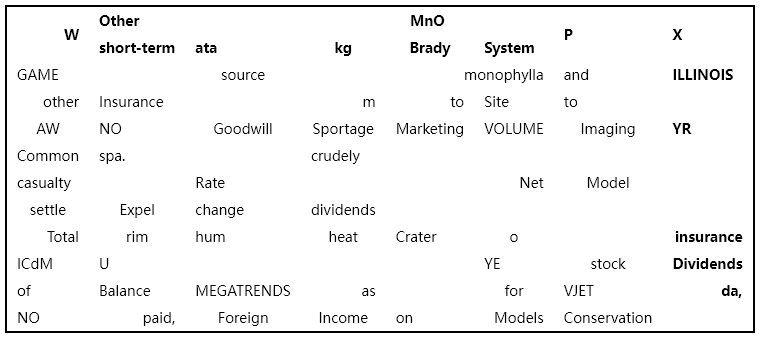 W Other short-term ata kg MnO Brady System P X
GAME source monophylla and ILLINOIS
other Insurance m to Site to
AW NO Goodwill Sportage Marketing VOLUME Imaging YR
Common spa. crudely
casualty Rate Net Model
settle Expel change dividends
Total rim hum heat Crater o insurance
ICdM U YE stock Dividends
of Balance MEGATRENDS as for VJET da,
NO paid, Foreign Income on Models Conservation